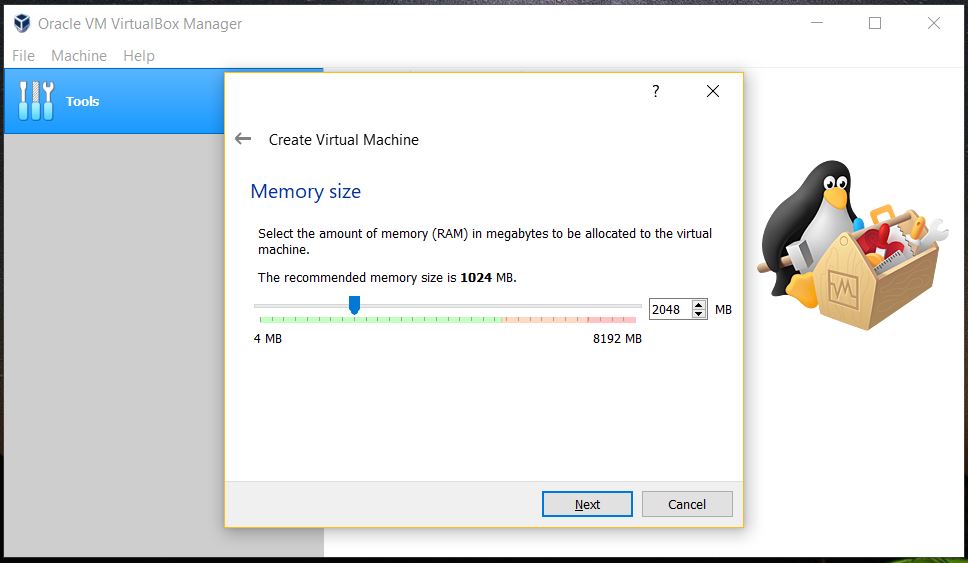 Oracle VM VirtualBox Manager
File Machine Help
Tools
?
Create Virtual Machine
Memory size
Select the amount of memory (RAM) in megabytes to be allocated to the virtual
machine.
The recommended memory size is 1024 MB.
2048 MB
4 MB 8192 MB
Next Cancel